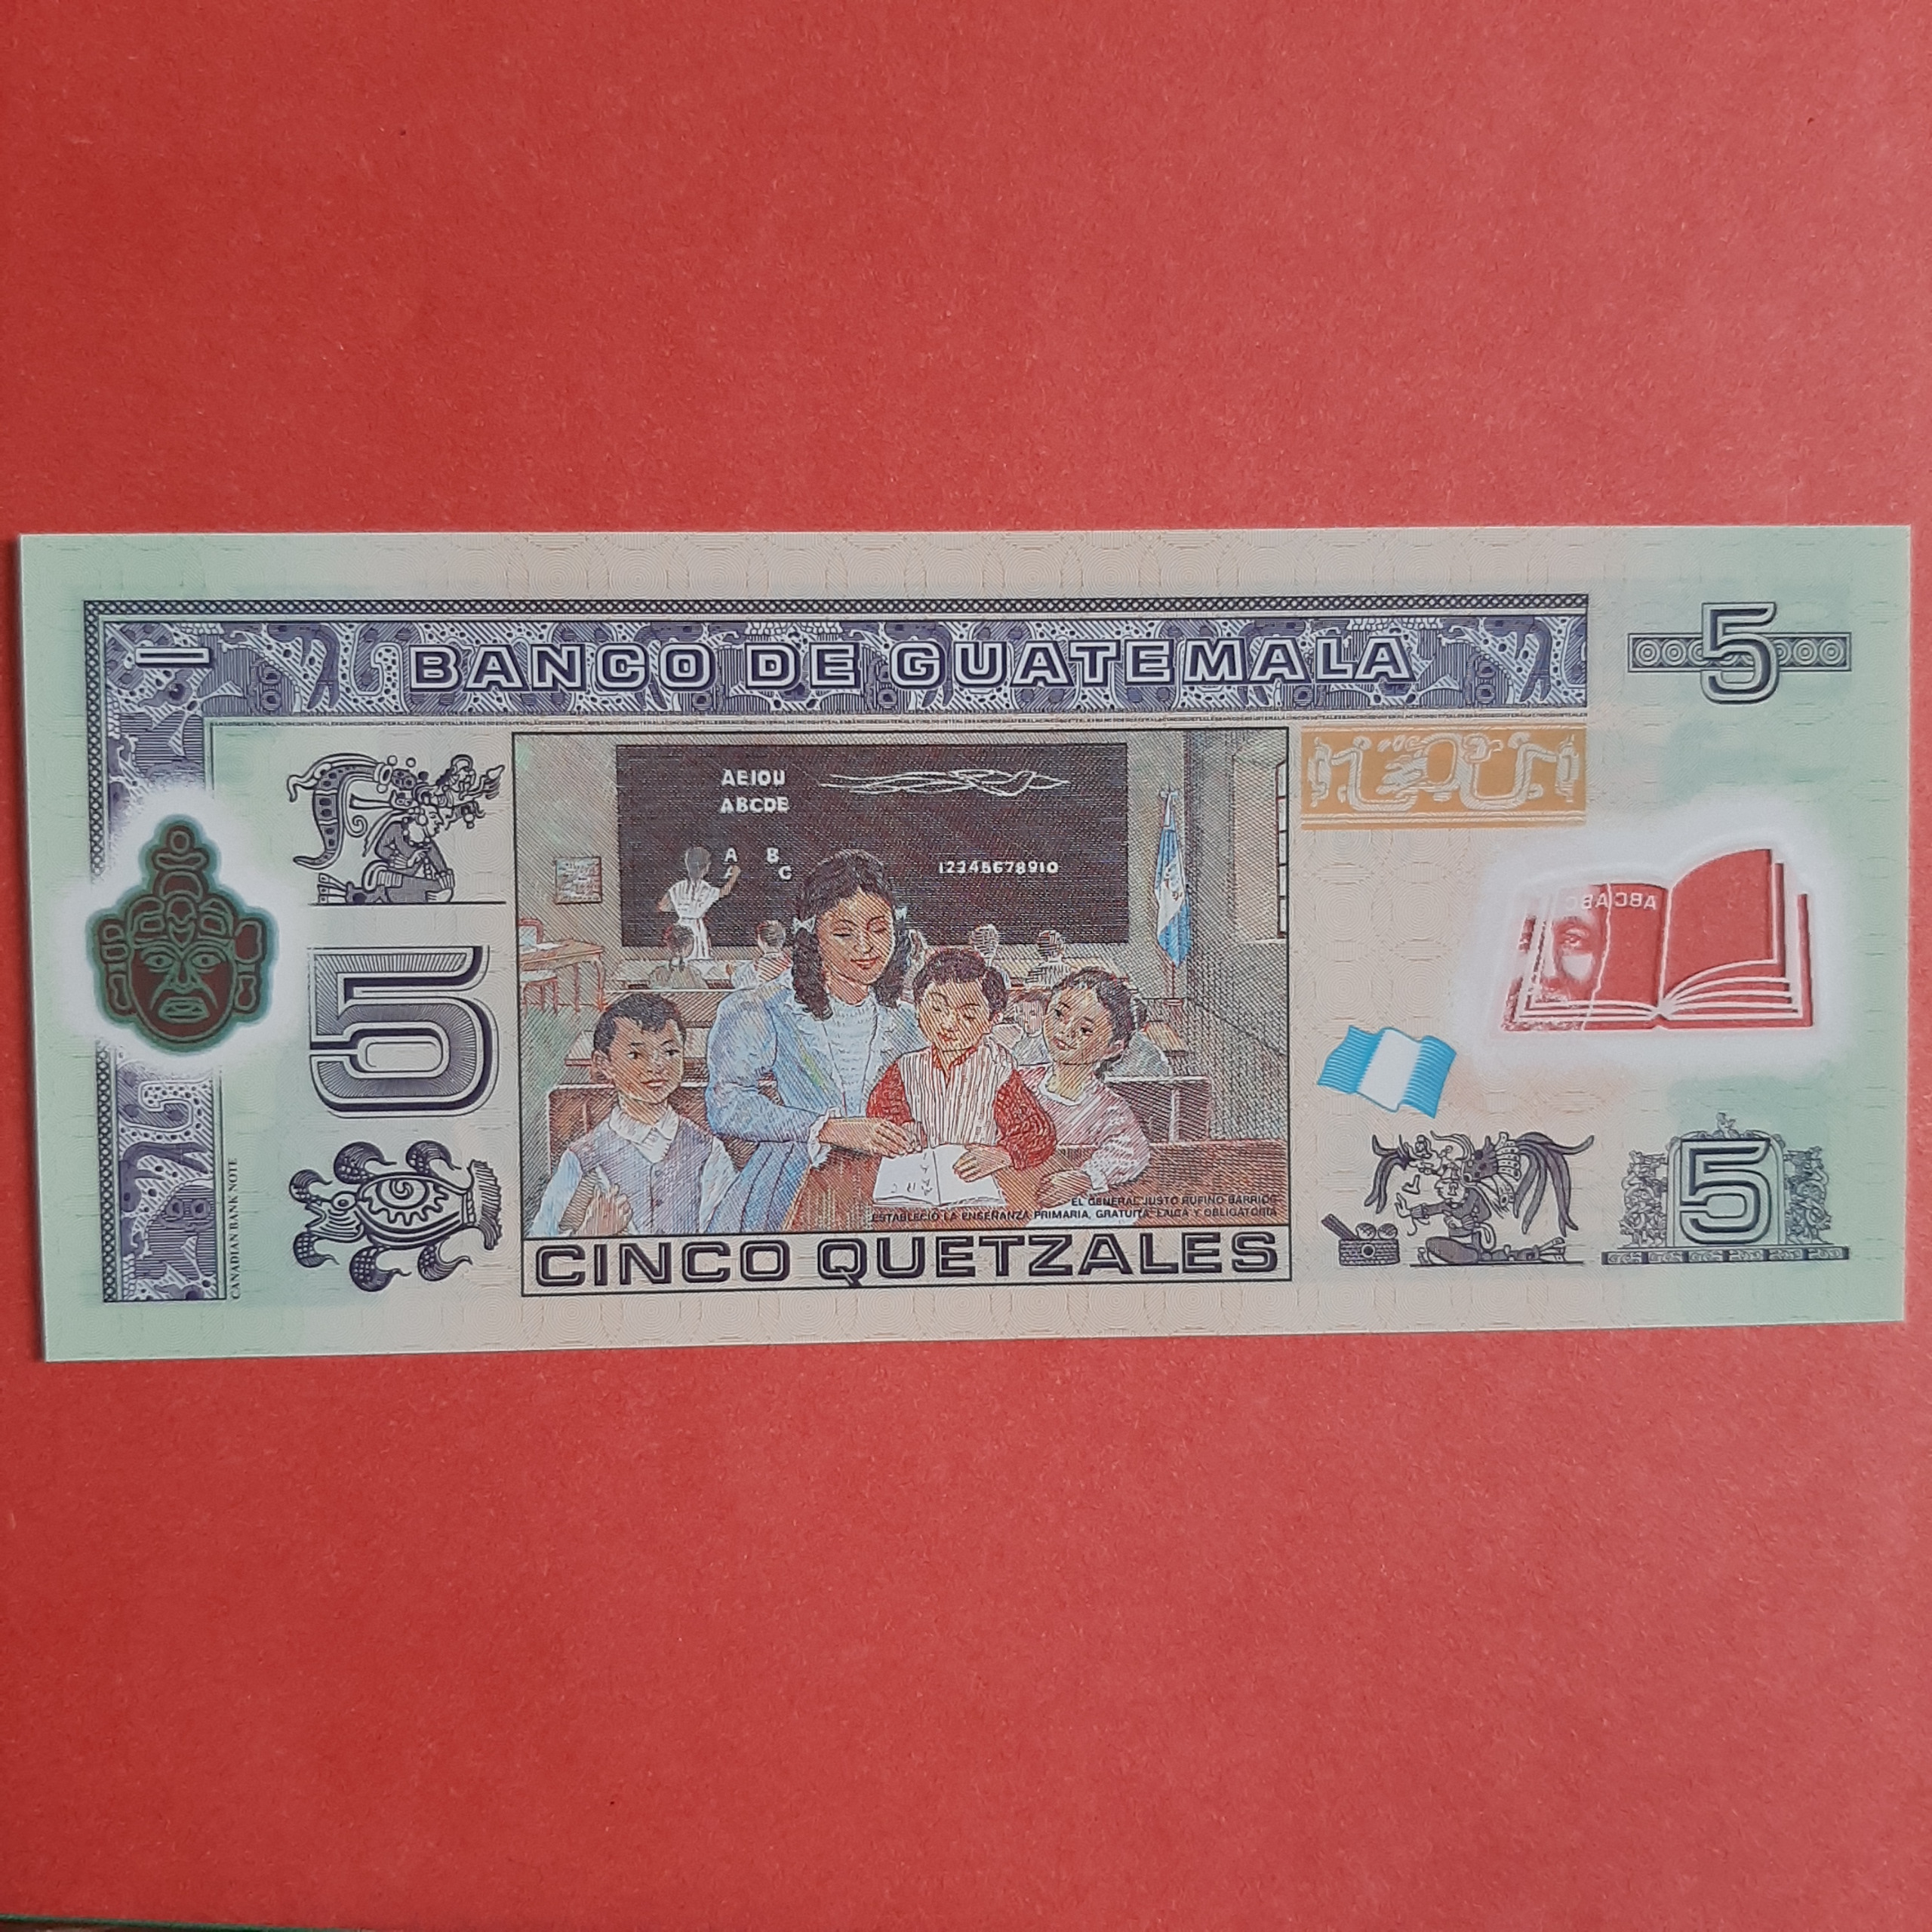 BANCO DE GUATEMALA
5
AEIOU
ABCDE
A B
A C
12345678910
ABCABC
5
CANADIAN BANK NOTE
EL GENERAL JUSTO RUFINO BARRIOS
ESTABLECIÓ LA ENSEÑANZA PRIMARIA, GRATUITA, LAICA Y OBLIGATORIA
5
CINCO QUETZALES